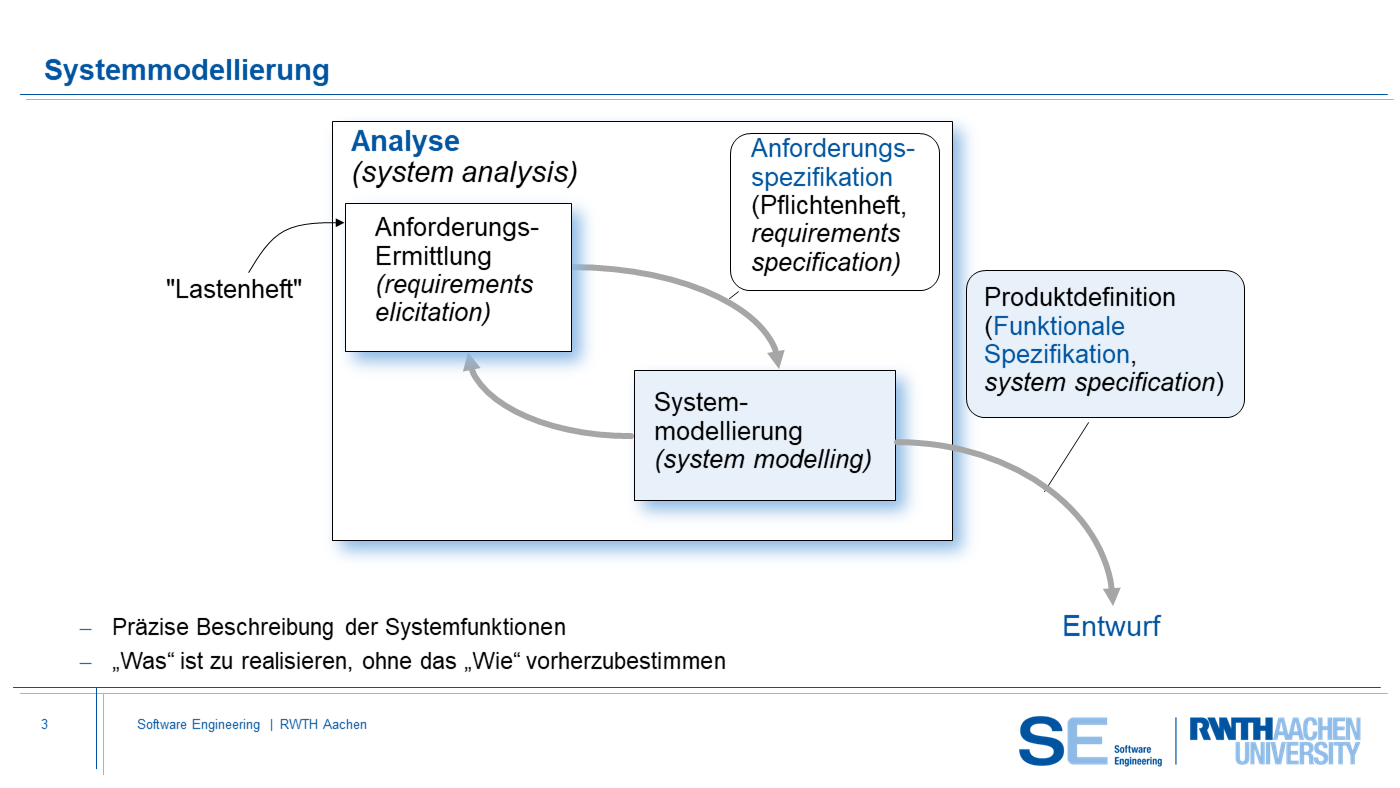 Systemmodellierung
Analyse
(system analysis)
Anforderungs-
Ermittlung
(requirements
elicitation)
"Lastenheft"
Anforderungs-
spezifikation
(Pflichtenheft,
requirements
specification)
System-
modellierung
(system modelling)
Produktdefinition
(Funktionale
Spezifikation,
system specification)
Entwurf
– Präzise Beschreibung der Systemfunktionen
– „Was“ ist zu realisieren, ohne das „Wie“ vorherzubestimmen
3
Software Engineering | RWTH Aachen
SE Software
Engineering
RWTHAACHEN
UNIVERSITY